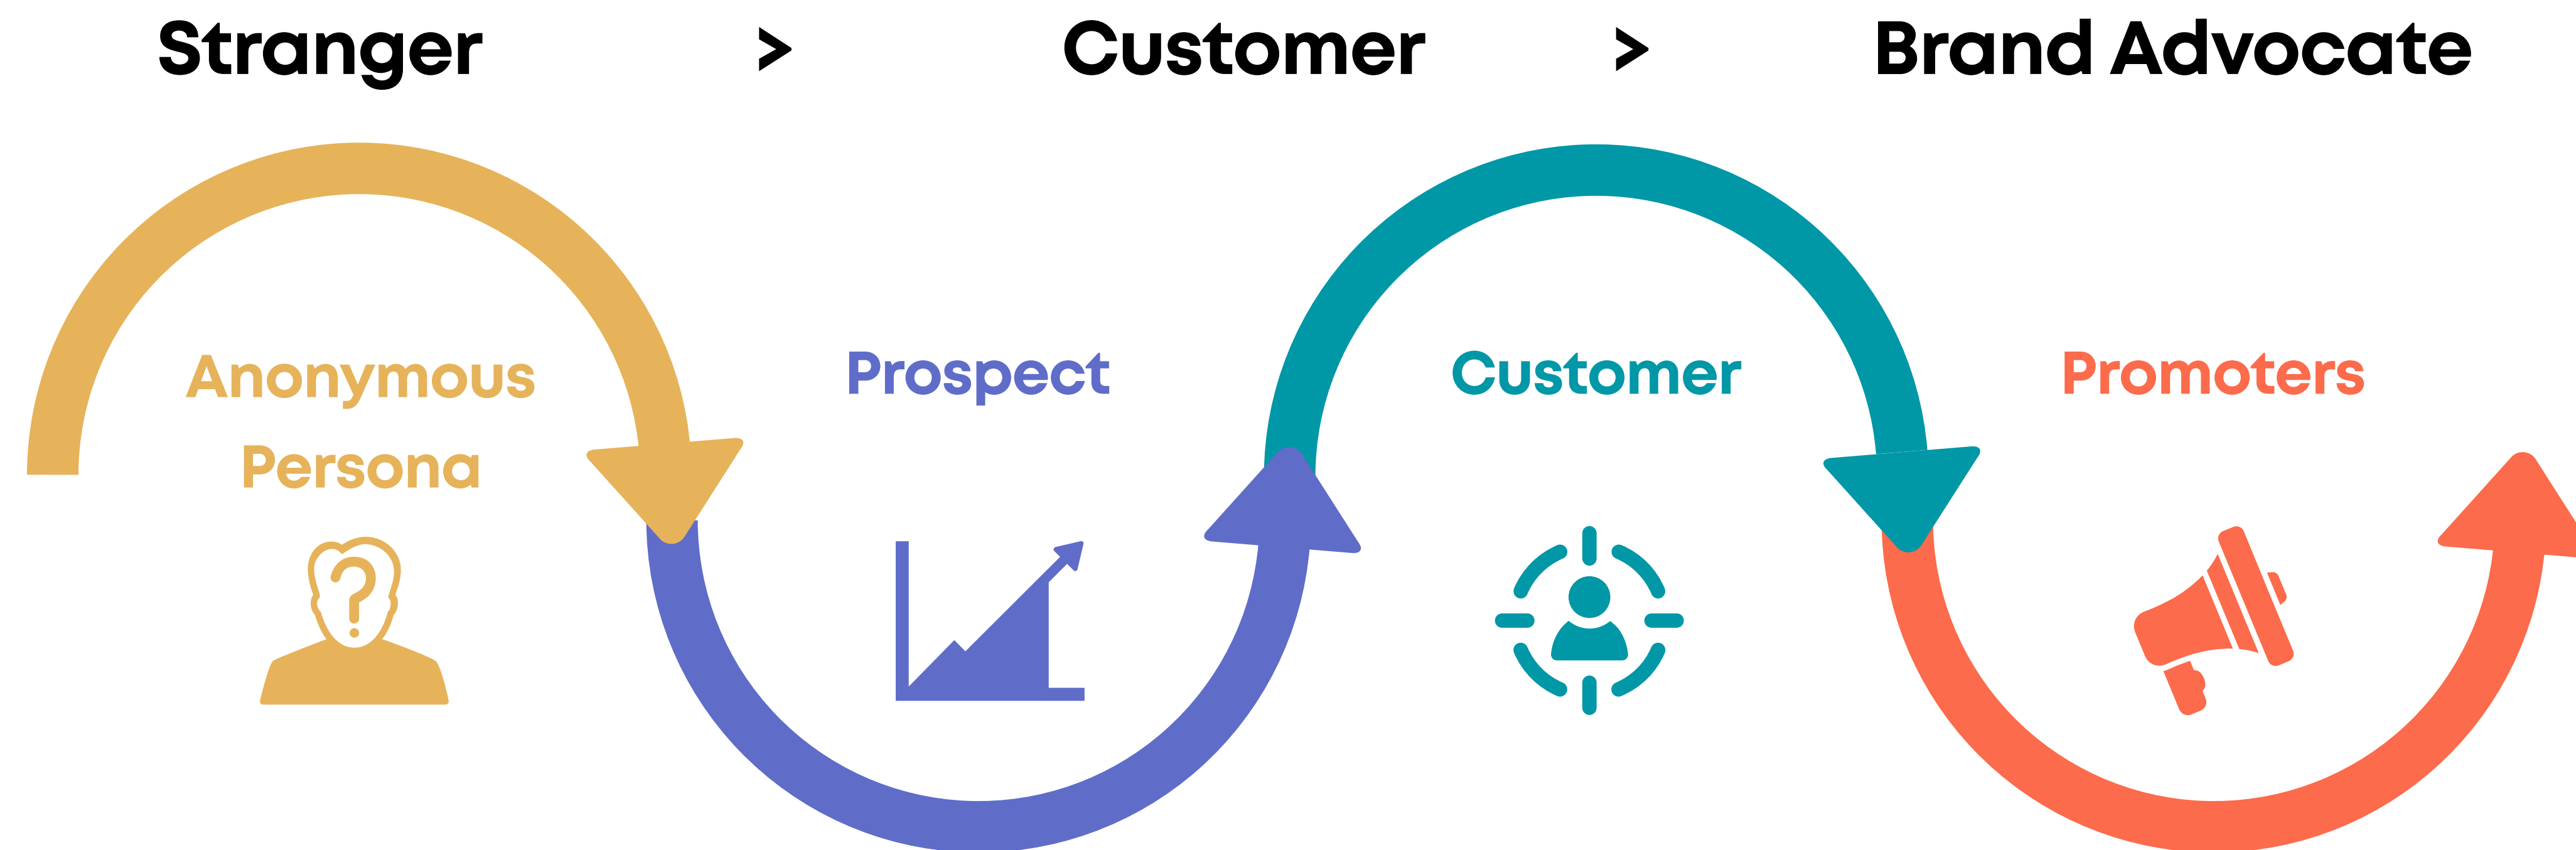 Stranger > Customer > Brand Advocate
Anonymous
Persona
Prospect
Customer
Promoters